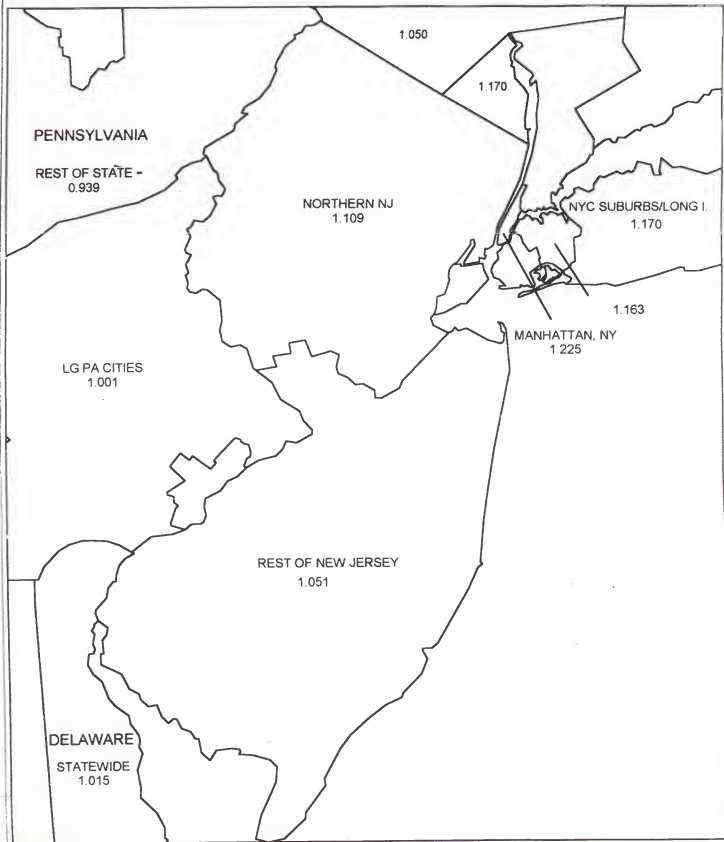 1.050
1.170
PENNSYLVANIA
REST OF STATE -
0.939
NORTHERN NJ
1.109
NYC SUBURBS/LONG I..
1.170
1.163
MANHATTAN, NY
1 225
LG PA CITIES
1.001
REST OF NEW JERSEY
1.051
DELAWARE
STATEWIDE
1.015